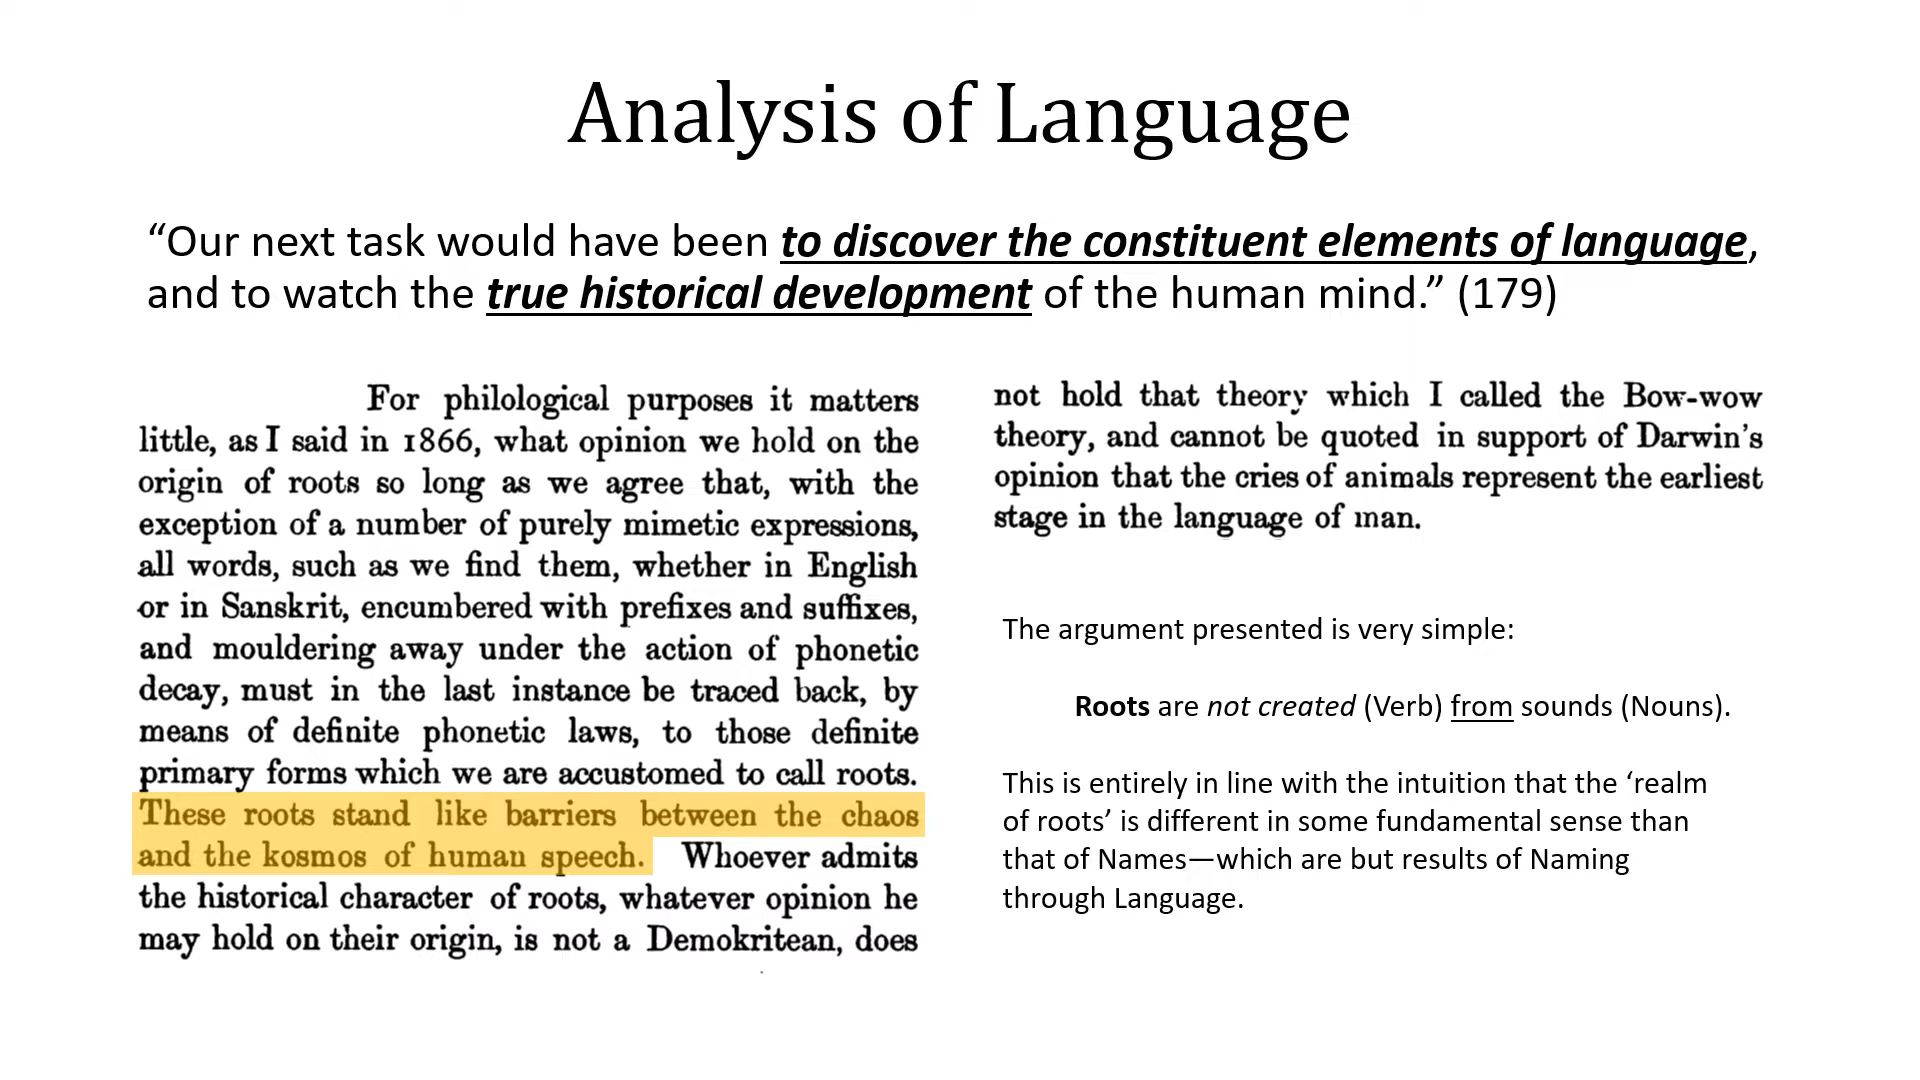 Analysis of Language
“Our next task would have been to discover the constituent elements of language,
and to watch the true historical development of the human mind.” (179)
For philological purposes it matters
little, as I said in 1866, what opinion we hold on the
origin of roots so long as we agree that, with the
exception of a number of purely mimetic expressions,
all words, such as we find them, whether in English
or in Sanskrit, encumbered with prefixes and suffixes,
and mouldering away under the action of phonetic
decay, must in the last instance be traced back, by
means of definite phonetic laws, to those definite
primary forms which we are accustomed to call roots.
These roots stand like barriers between the chaos
and the kosmos of human speech. Whoever admits
the historical character of roots, whatever opinion he
may hold on their origin, is not a Demokritean, does
not hold that theory which I called the Bow-wow
theory, and cannot be quoted in support of Darwin's
opinion that the cries of animals represent the earliest
stage in the language of man.
The argument presented is very simple:
Roots are not created (Verb) from sounds (Nouns).
This is entirely in line with the intuition that the ‘realm
of roots’ is different in some fundamental sense than
that of Names—which are but results of Naming
through Language.